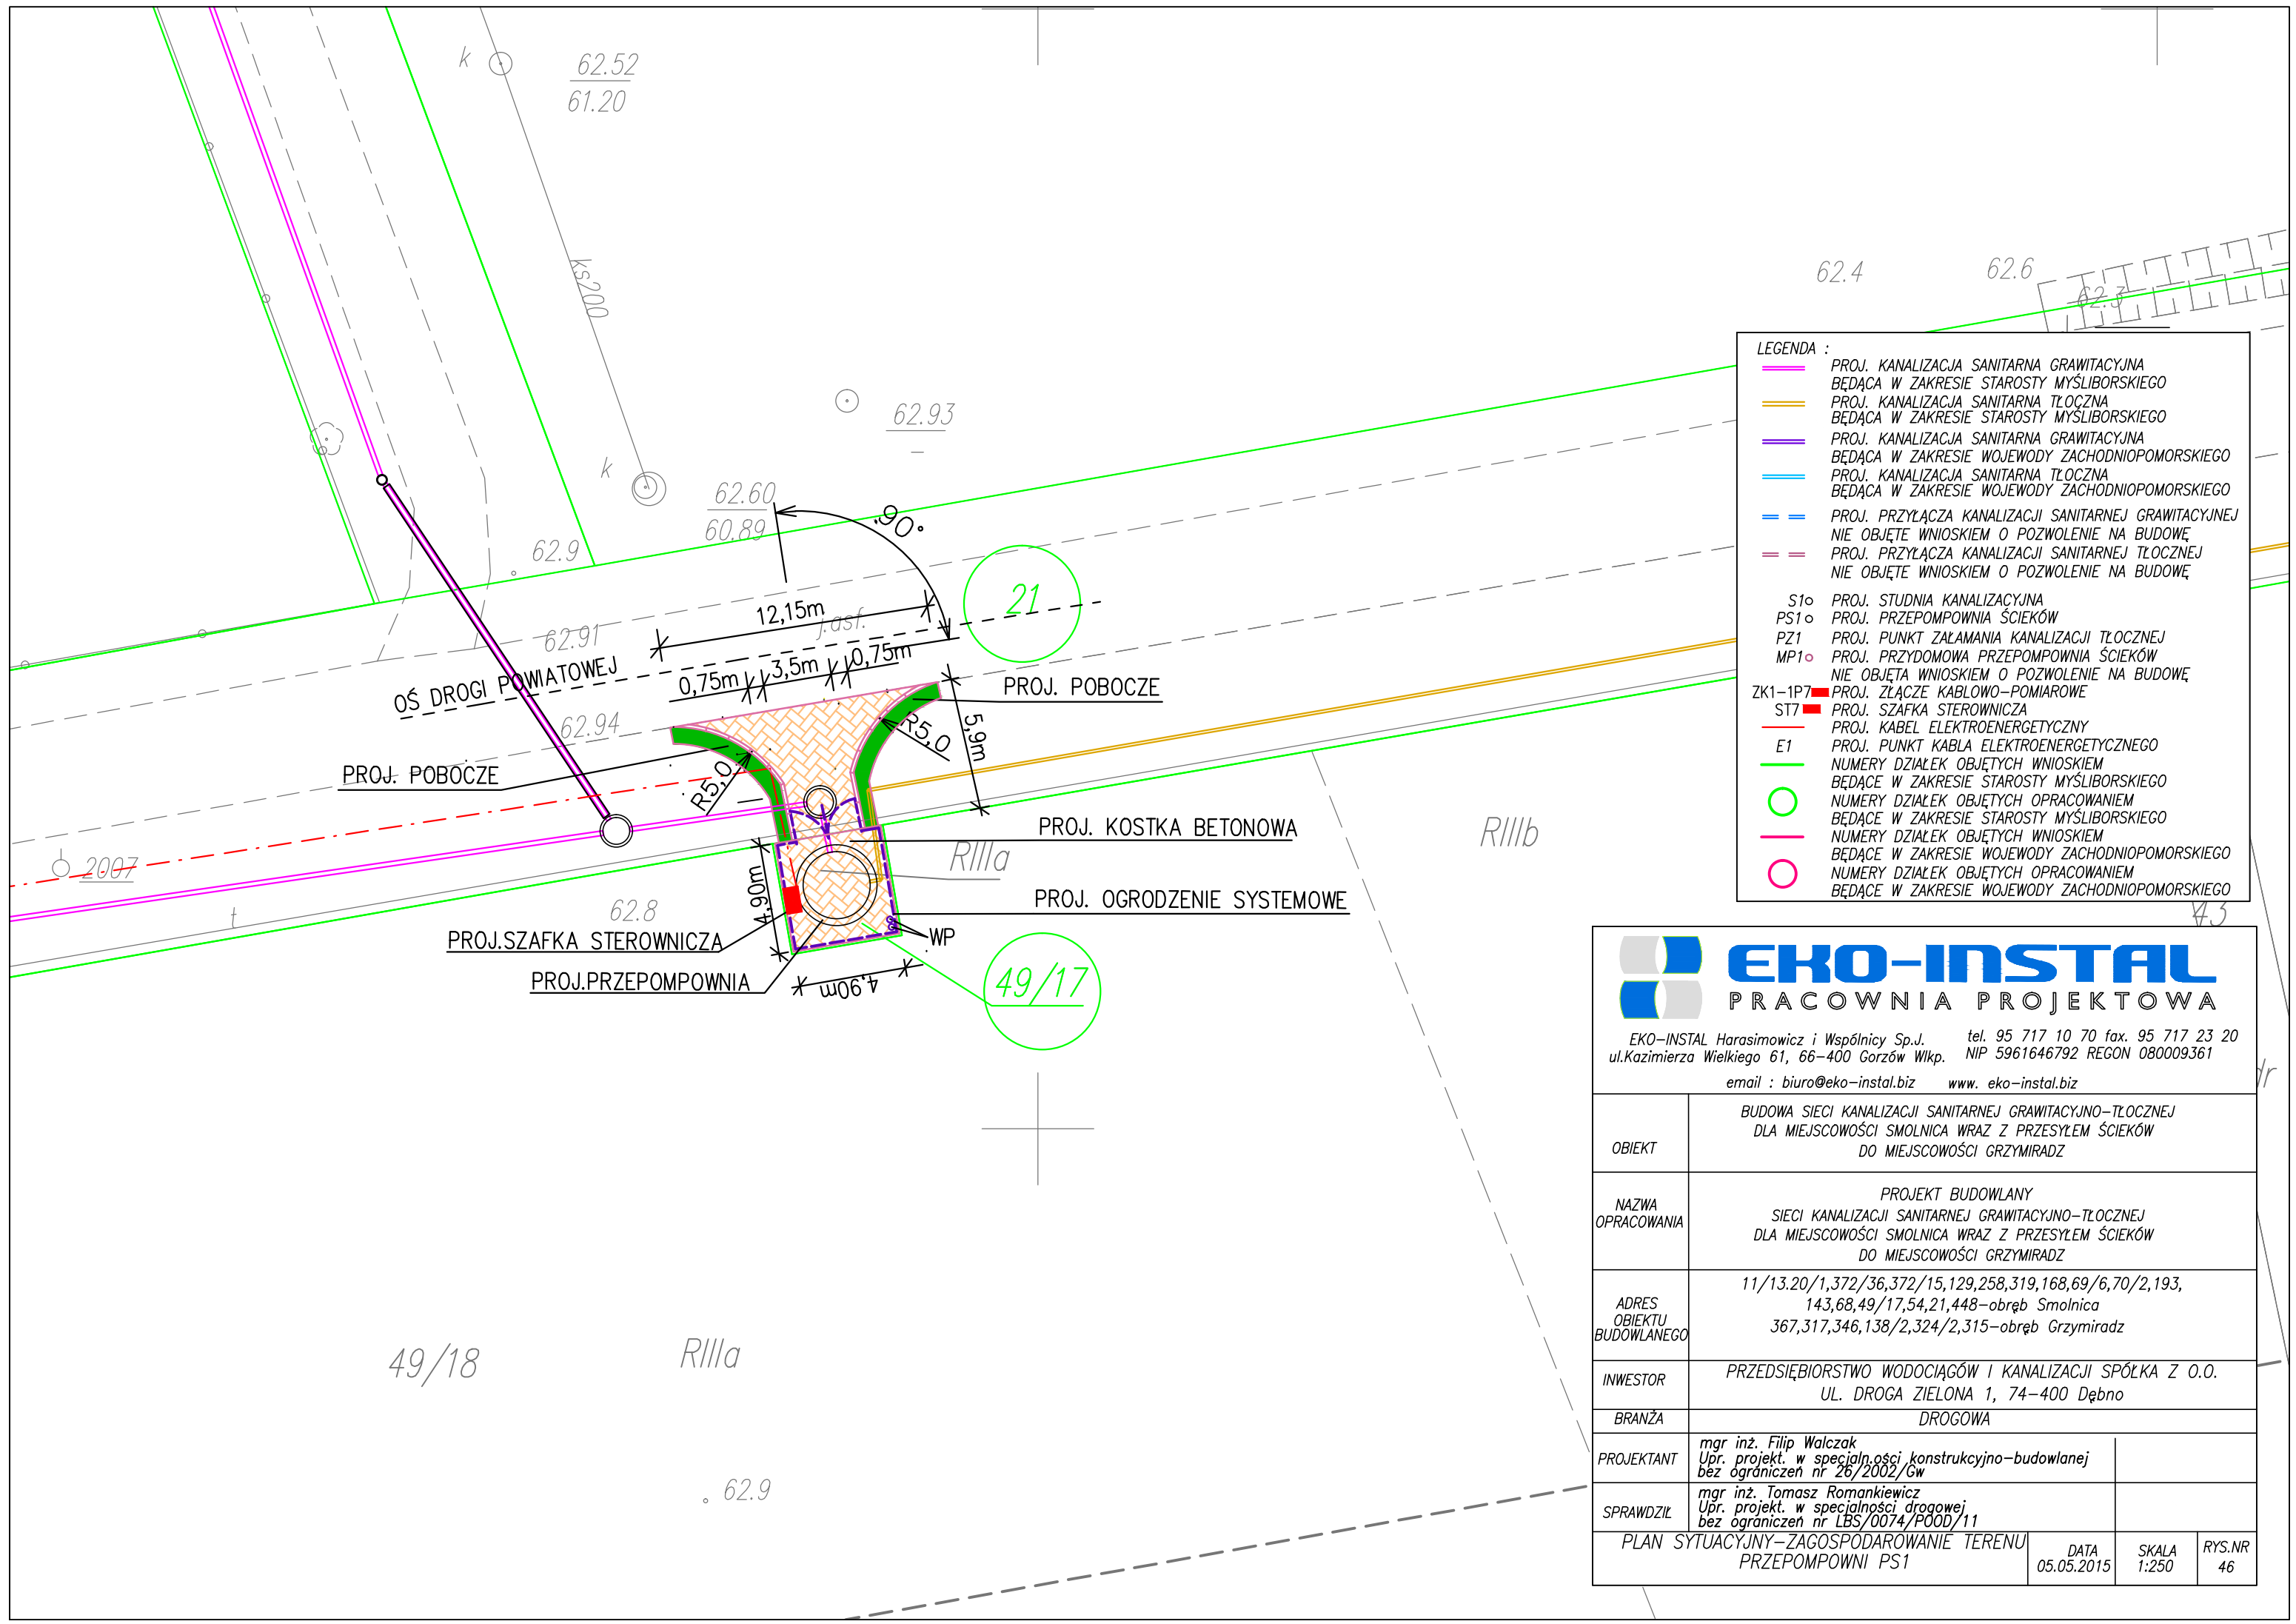 k
62.52
61.20
ks200
62.4
62.6
62.3
62.93
k
62.60
60.89
90°
62.9
21
12,15m
j.asf.
62.91
OŚ DROGI POWIATOWEJ
0,75m
3,5m
0,75m
PROJ. POBOCZE
62.94
R5,0
5,9m
PROJ. POBOCZE
R5,0
PROJ. KOSTKA BETONOWA
RIIIa
RIIIb
2007
4,90m
PROJ. OGRODZENIE SYSTEMOWE
t
62.8
PROJ.SZAFKA STEROWNICZA
WP
PROJ.PRZEPOMPOWNIA
4,90m
49/17
49/18
RIIIa
62.9
43
dr
LEGENDA :
PROJ. KANALIZACJA SANITARNA GRAWITACYJNA
BĘDĄCA W ZAKRESIE STAROSTY MYŚLIBORSKIEGO
PROJ. KANALIZACJA SANITARNA TŁOCZNA
BĘDĄCA W ZAKRESIE STAROSTY MYŚLIBORSKIEGO
PROJ. KANALIZACJA SANITARNA GRAWITACYJNA
BĘDĄCA W ZAKRESIE WOJEWODY ZACHODNIOPOMORSKIEGO
PROJ. KANALIZACJA SANITARNA TŁOCZNA
BĘDĄCA W ZAKRESIE WOJEWODY ZACHODNIOPOMORSKIEGO
PROJ. PRZYŁĄCZA KANALIZACJI SANITARNEJ GRAWITACYJNEJ
NIE OBJĘTE WNIOSKIEM O POZWOLENIE NA BUDOWĘ
PROJ. PRZYŁĄCZA KANALIZACJI SANITARNEJ TŁOCZNEJ
NIE OBJĘTE WNIOSKIEM O POZWOLENIE NA BUDOWĘ
S1 PROJ. STUDNIA KANALIZACYJNA
PS1 PROJ. PRZEPOMPOWNIA ŚCIEKÓW
PZ1 PROJ. PUNKT ZAŁAMANIA KANALIZACJI TŁOCZNEJ
MP1 PROJ. PRZYDOMOWA PRZEPOMPOWNIA ŚCIEKÓW
NIE OBJĘTA WNIOSKIEM O POZWOLENIE NA BUDOWĘ
ZK1-1P7 PROJ. ZŁĄCZE KABLOWO-POMIAROWE
ST7 PROJ. SZAFKA STEROWNICZA
PROJ. KABEL ELEKTROENERGETYCZNY
E1 PROJ. PUNKT KABLA ELEKTROENERGETYCZNEGO
NUMERY DZIAŁEK OBJĘTYCH WNIOSKIEM
BĘDĄCE W ZAKRESIE STAROSTY MYŚLIBORSKIEGO
NUMERY DZIAŁEK OBJĘTYCH OPRACOWANIEM
BĘDĄCE W ZAKRESIE STAROSTY MYŚLIBORSKIEGO
NUMERY DZIAŁEK OBJĘTYCH WNIOSKIEM
BĘDĄCE W ZAKRESIE WOJEWODY ZACHODNIOPOMORSKIEGO
NUMERY DZIAŁEK OBJĘTYCH OPRACOWANIEM
BĘDĄCE W ZAKRESIE WOJEWODY ZACHODNIOPOMORSKIEGO
EKO-INSTAL
PRACOWNIA PROJEKTOWA
EKO-INSTAL Harasimowicz i Wspólnicy Sp.J. tel. 95 717 10 70 fax. 95 717 23 20
ul.Kazimierza Wielkiego 61, 66-400 Gorzów Wlkp. NIP 5961646792 REGON 080009361
email : biuro@eko-instal.biz www. eko-instal.biz
OBIEKT
BUDOWA SIECI KANALIZACJI SANITARNEJ GRAWITACYJNO-TŁOCZNEJ
DLA MIEJSCOWOŚCI SMOLNICA WRAZ Z PRZESYŁEM ŚCIEKÓW
DO MIEJSCOWOŚCI GRZYMIRADZ
NAZWA
OPRACOWANIA
PROJEKT BUDOWLANY
SIECI KANALIZACJI SANITARNEJ GRAWITACYJNO-TŁOCZNEJ
DLA MIEJSCOWOŚCI SMOLNICA WRAZ Z PRZESYŁEM ŚCIEKÓW
DO MIEJSCOWOŚCI GRZYMIRADZ
ADRES
OBIEKTU
BUDOWLANEGO
11/13.20/1,372/36,372/15,129,258,319,168,69/6,70/2,193,
143,68,49/17,54,21,448-obręb Smolnica
367,317,346,138/2,324/2,315-obręb Grzymiradz
INWESTOR
PRZEDSIĘBIORSTWO WODOCIĄGÓW I KANALIZACJI SPÓŁKA Z O.O.
UL. DROGA ZIELONA 1, 74-400 Dębno
BRANŻA
DROGOWA
PROJEKTANT
mgr inż. Filip Walczak
Upr. projekt. w specjaln.ości konstrukcyjno-budowlanej
bez ograniczeń nr 26/2002/Gw
SPRAWDZIŁ
mgr inż. Tomasz Romankiewicz
Upr. projekt. w specjalności drogowej
bez ograniczeń nr LBS/0074/POOD/11
PLAN SYTUACYJNY-ZAGOSPODAROWANIE TERENU
PRZEPOMPOWNI PS1
DATA
05.05.2015
SKALA
1:250
RYS.NR
46